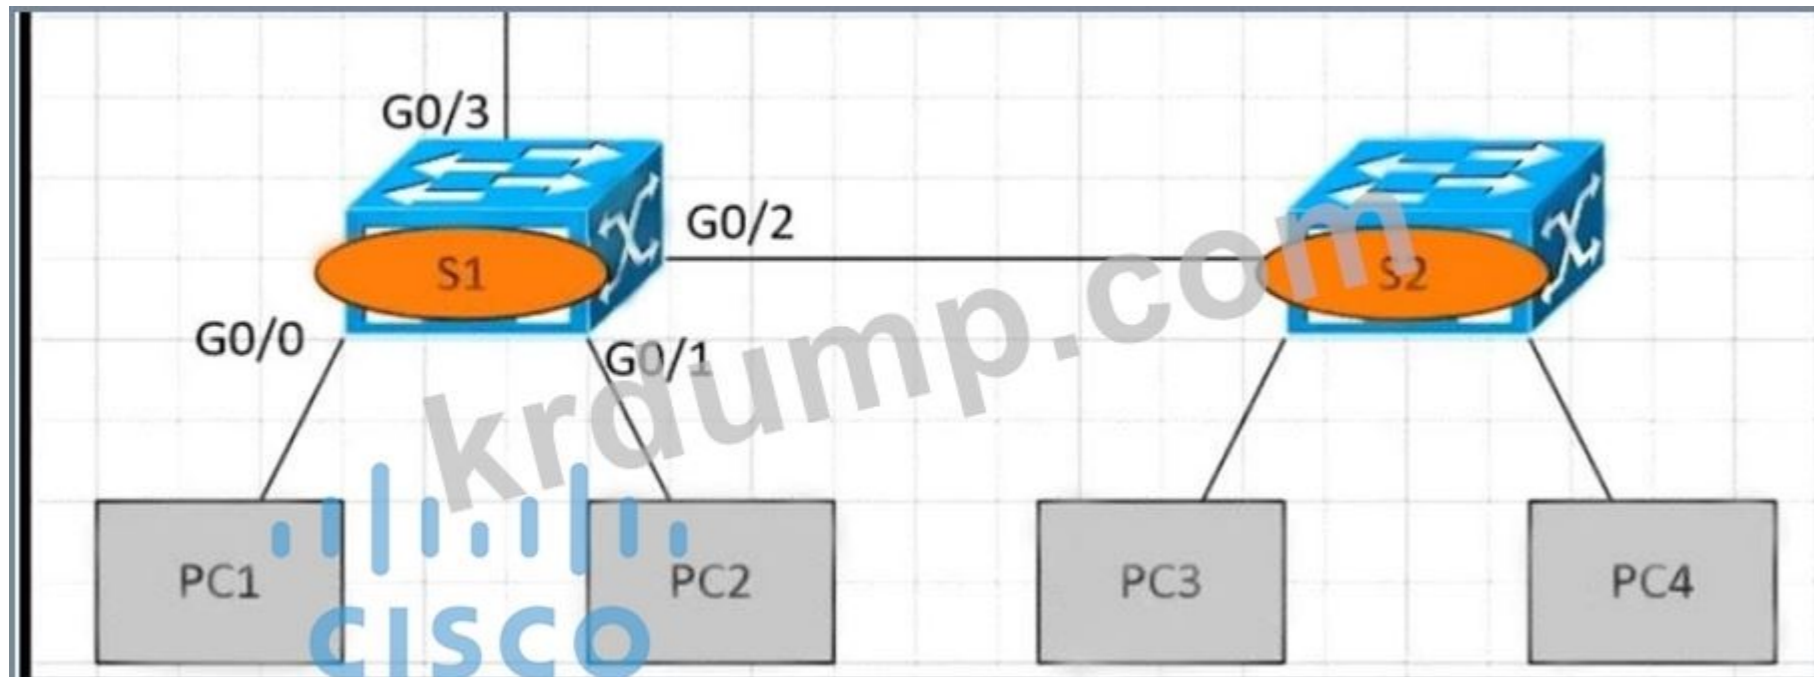 G0/3
G0/2
S1
S2
G0/0
G0/1
krdump.com
PC1
PC2
PC3
PC4
CISCO